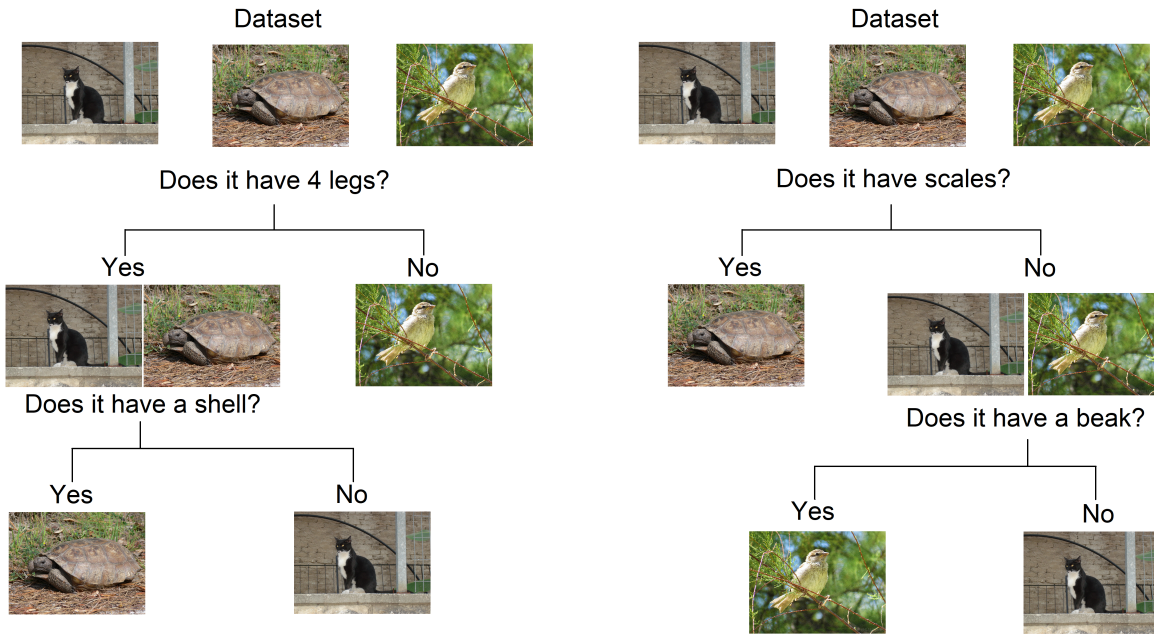 Dataset
Does it have 4 legs?
Yes
No
Does it have a shell?
Yes
No
Dataset
Does it have scales?
Yes
No
Does it have a beak?
Yes
No